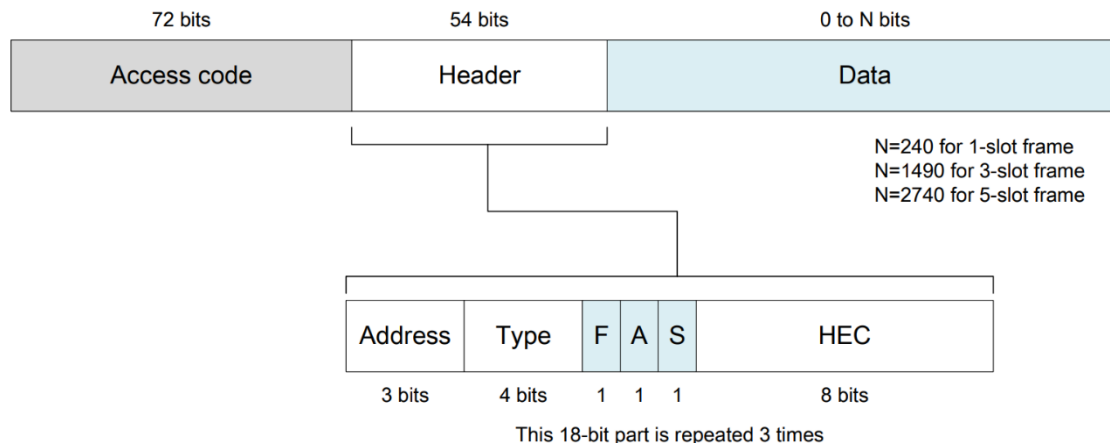 72 bits 54 bits 0 to N bits
Access code Header Data
N=240 for 1-slot frame
N=1490 for 3-slot frame
N=2740 for 5-slot frame
Address Type F A S HEC
3 bits 4 bits 1 1 1 8 bits
This 18-bit part is repeated 3 times